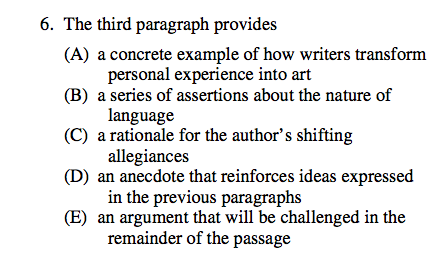 6. The third paragraph provides
(A) a concrete example of how writers transform
personal experience into art
(B) a series of assertions about the nature of
language
(C) a rationale for the author's shifting
allegiances
(D) an anecdote that reinforces ideas expressed
in the previous paragraphs
(E) an argument that will be challenged in the
remainder of the passage